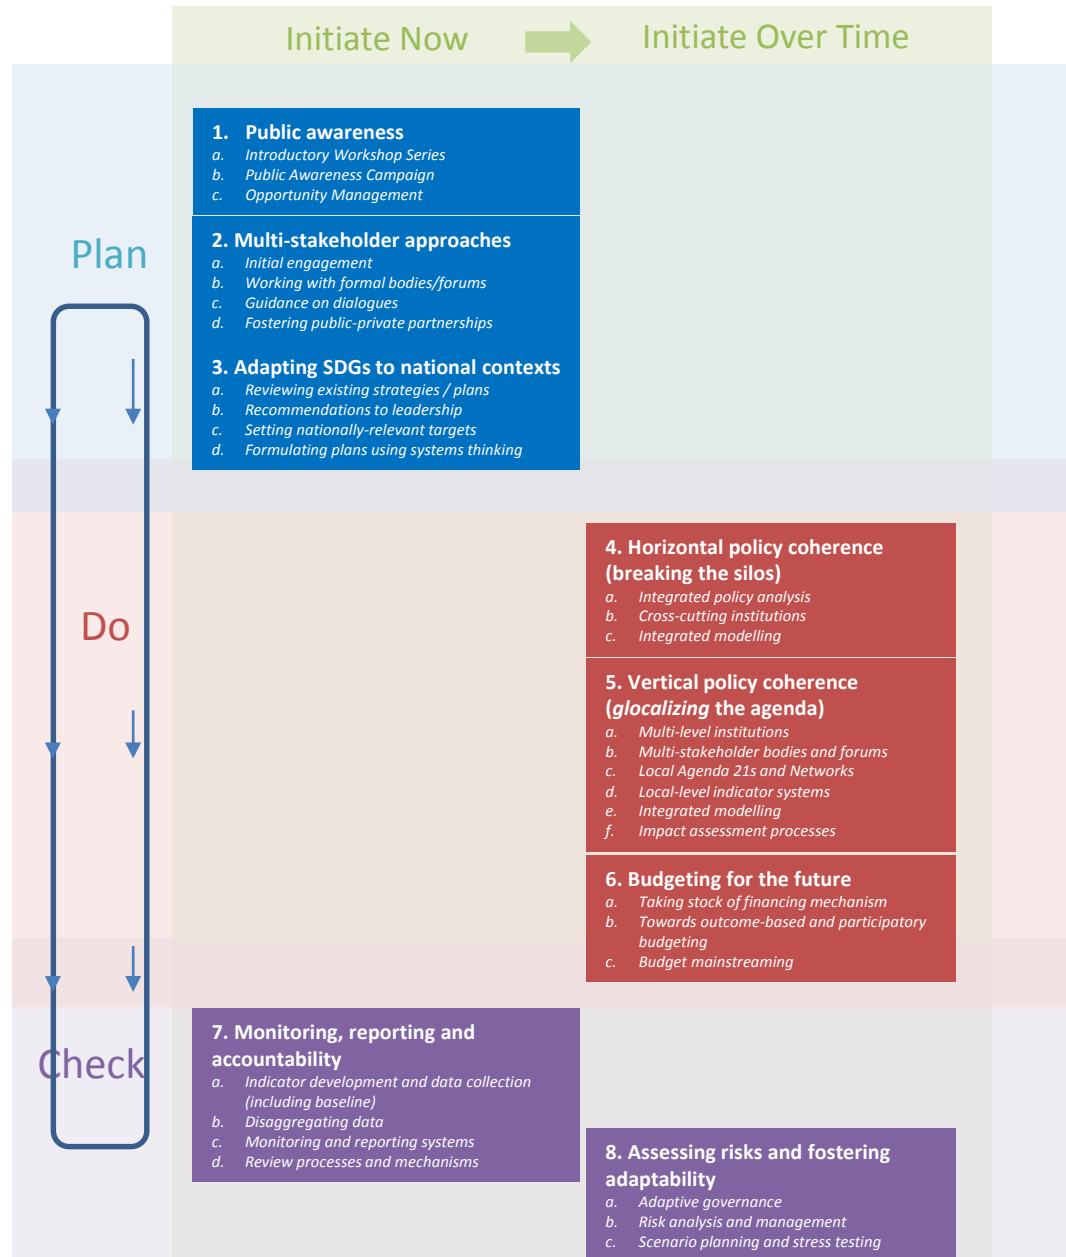 Initiate Now
Initiate Over Time
Plan
1. Public awareness
a. Introductory Workshop Series
b. Public Awareness Campaign
c. Opportunity Management
2. Multi-stakeholder approaches
a. Initial engagement
b. Working with formal bodies/forums
c. Guidance on dialogues
d. Fostering public-private partnerships
3. Adapting SDGs to national contexts
a. Reviewing existing strategies / plans
b. Recommendations to leadership
c. Setting nationally-relevant targets
d. Formulating plans using systems thinking
Do
4. Horizontal policy coherence
(breaking the silos)
a. Integrated policy analysis
b. Cross-cutting institutions
c. Integrated modelling
5. Vertical policy coherence
(glocalizing the agenda)
a. Multi-level institutions
b. Multi-stakeholder bodies and forums
c. Local Agenda 21s and Networks
d. Local-level indicator systems
e. Integrated modelling
f. Impact assessment processes
6. Budgeting for the future
a. Taking stock of financing mechanism
b. Towards outcome-based and participatory
budgeting
c. Budget mainstreaming
Check
7. Monitoring, reporting and
accountability
a. Indicator development and data collection
(including baseline)
b. Disaggregating data
c. Monitoring and reporting systems
d. Review processes and mechanisms
8. Assessing risks and fostering
adaptability
a. Adaptive governance
b. Risk analysis and management
c. Scenario planning and stress testing